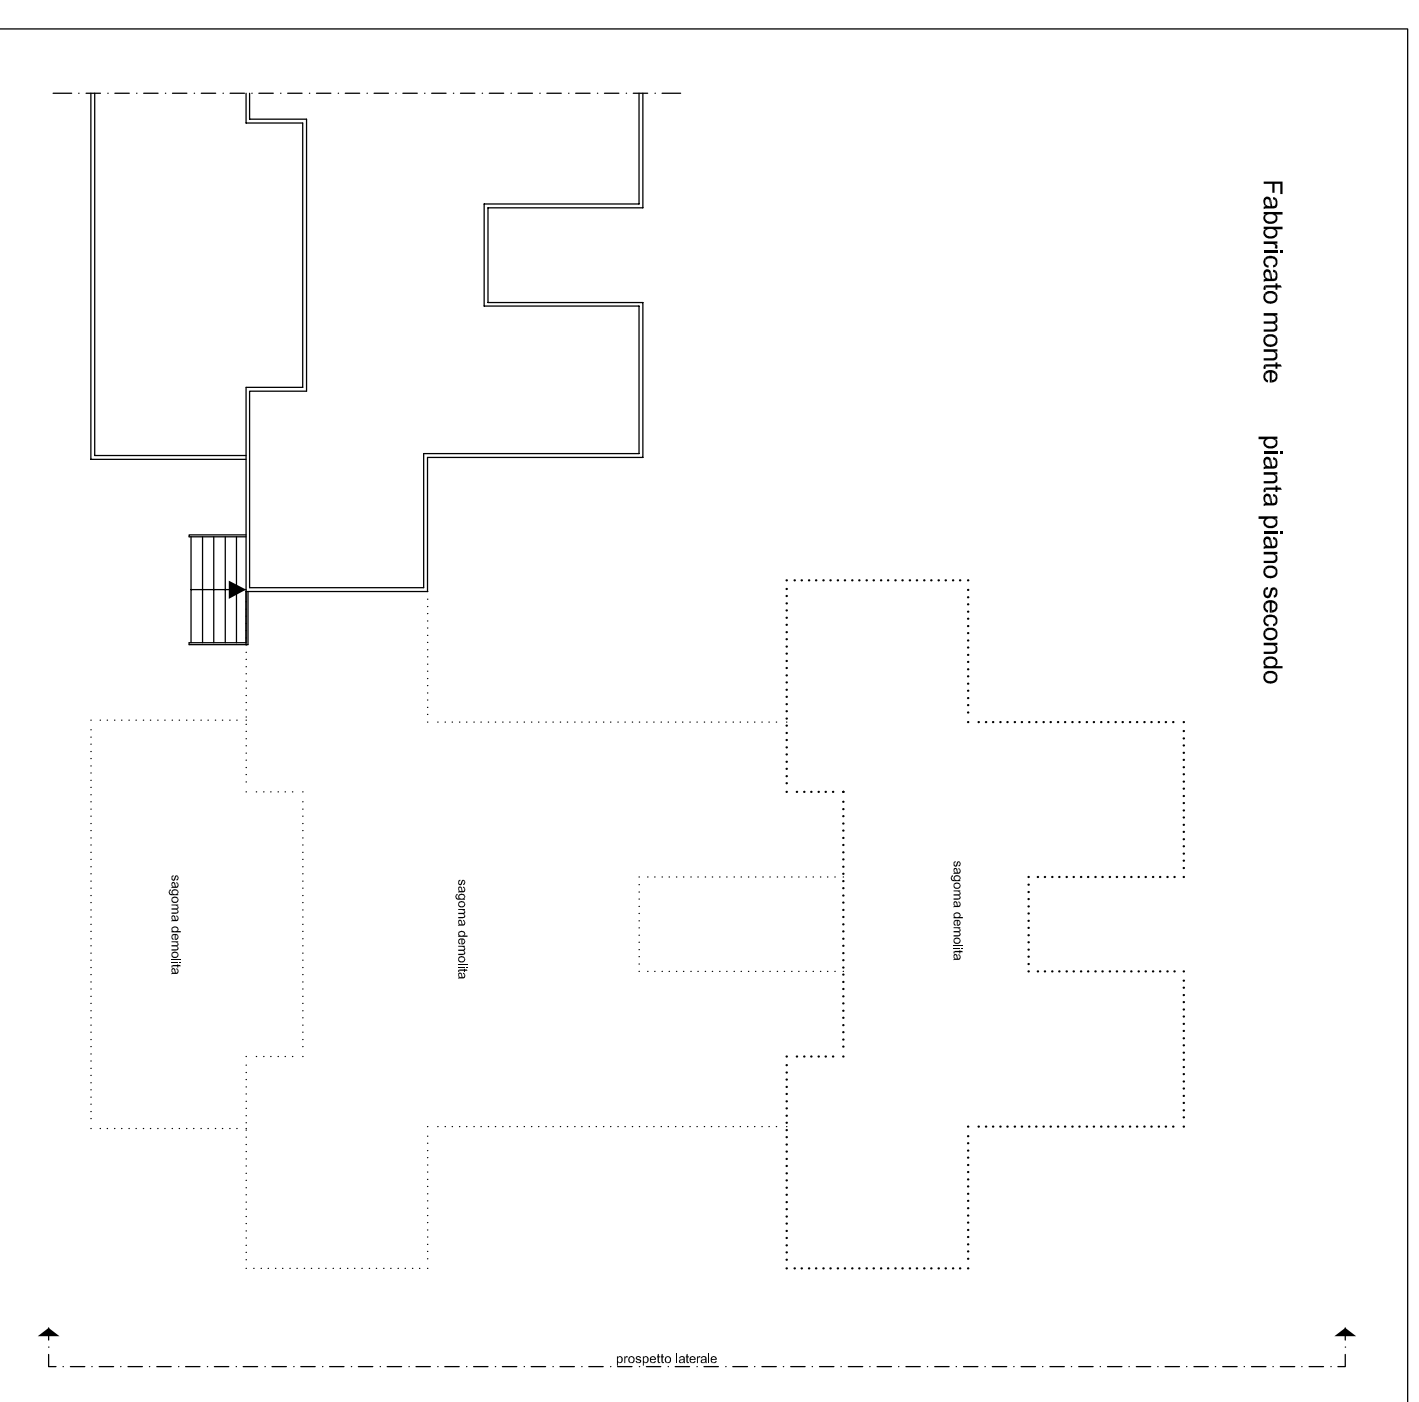 Fabbricato monte pianta piano secondo
sagoma demolita
sagoma demolita
sagoma demolita
prospetto laterale